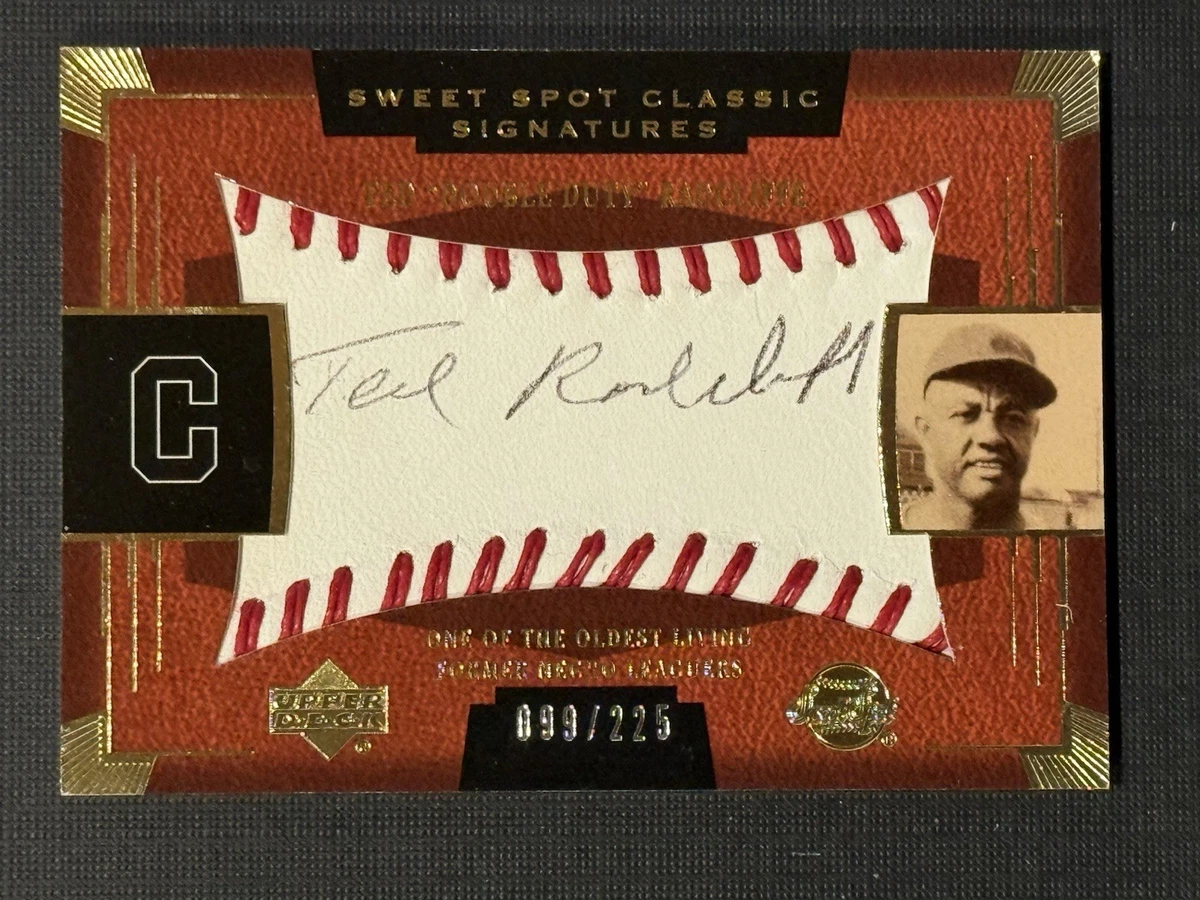 SWEET SPOT CLASSIC
SIGNATURES
TED "DOUBLE DUTY" RADCLIFFE
C
Ted Radcliff
ONE OF THE OLDEST LIVING
FORMER NEGRO LEAGUERS
UPPER
DECK
®
®
099/225